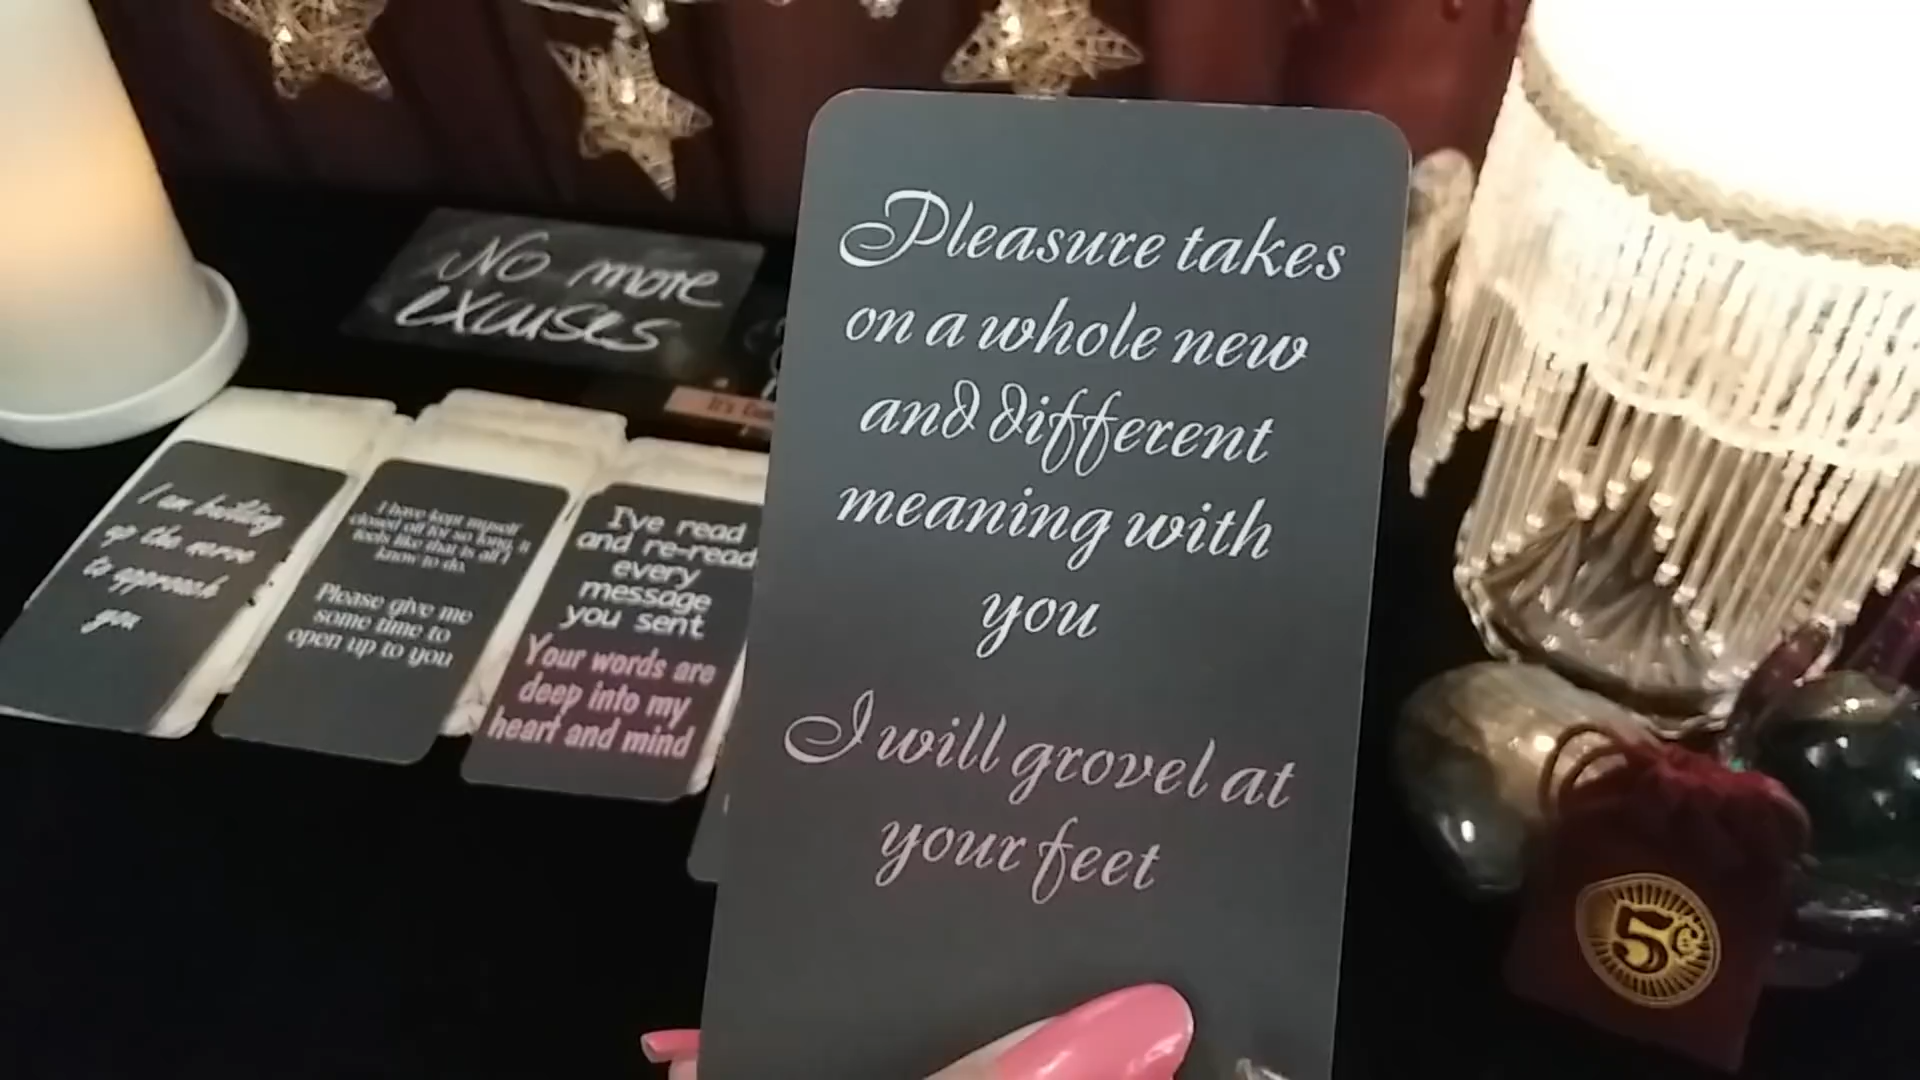 No more
excuses
It's
I am building
up the nerve
to approach
you
I have kept myself
closed off for so long, it
feels like that is all I
know to do.
Please give me
some time to
open up to you
I've read
and re-read
every
message
you sent
Your words are
deep into my
heart and mind
Pleasure takes
on a whole new
and different
meaning with
you
I will grovel at
your feet
5¢